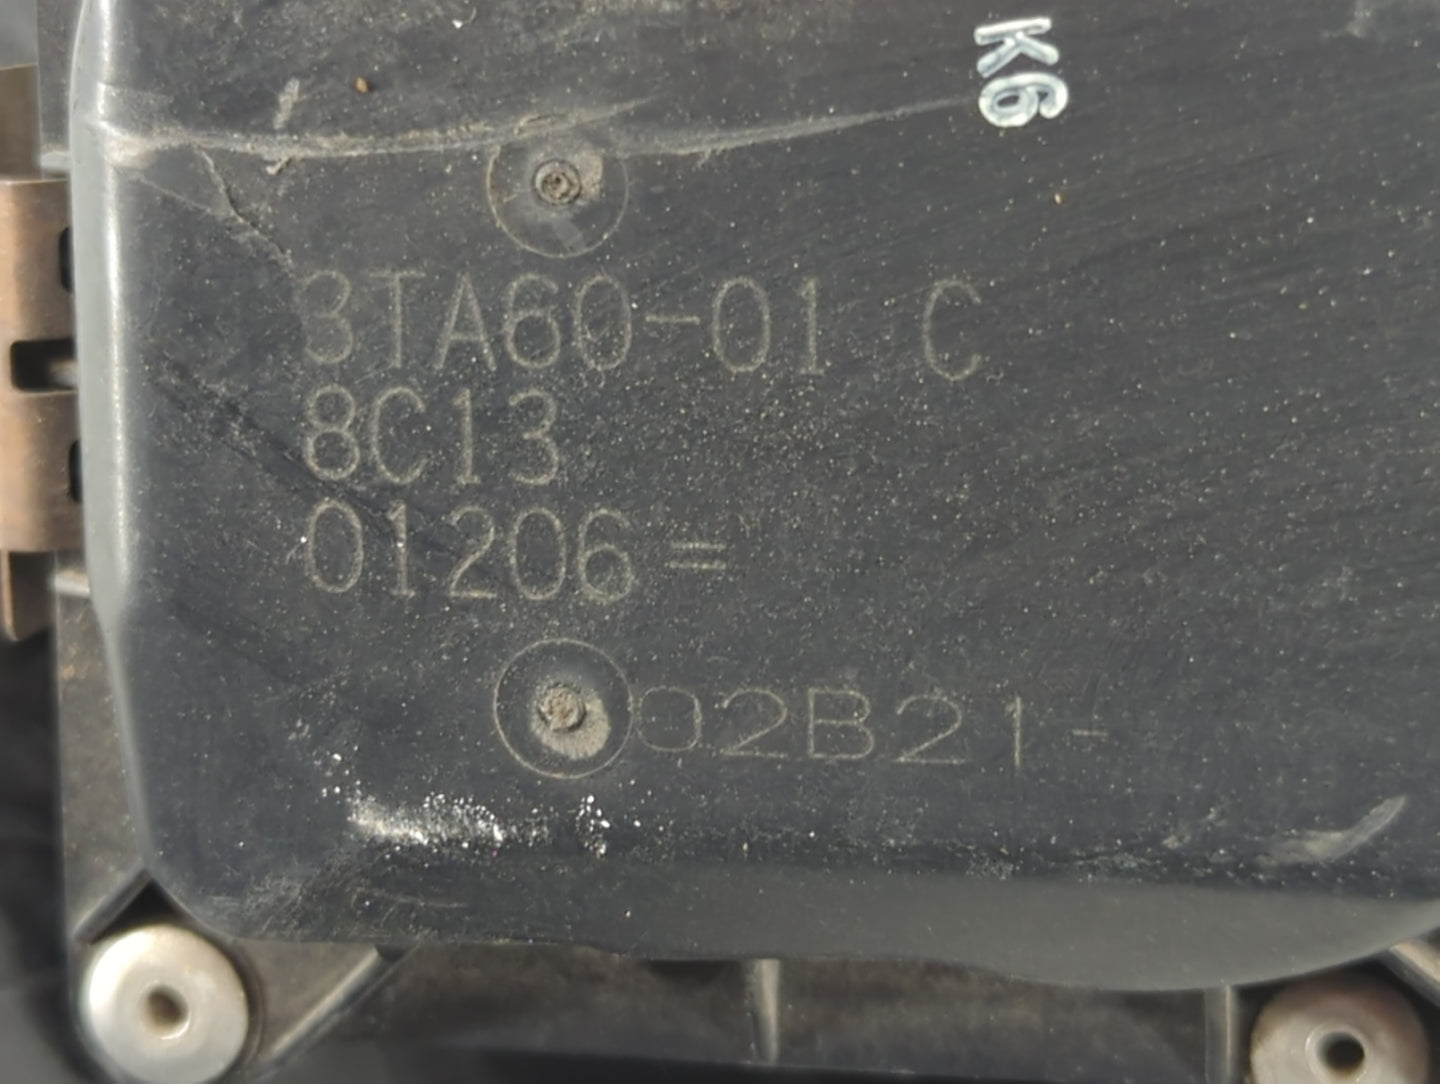 K6
3TA60-01 C
8C13
01206 =
02B21-